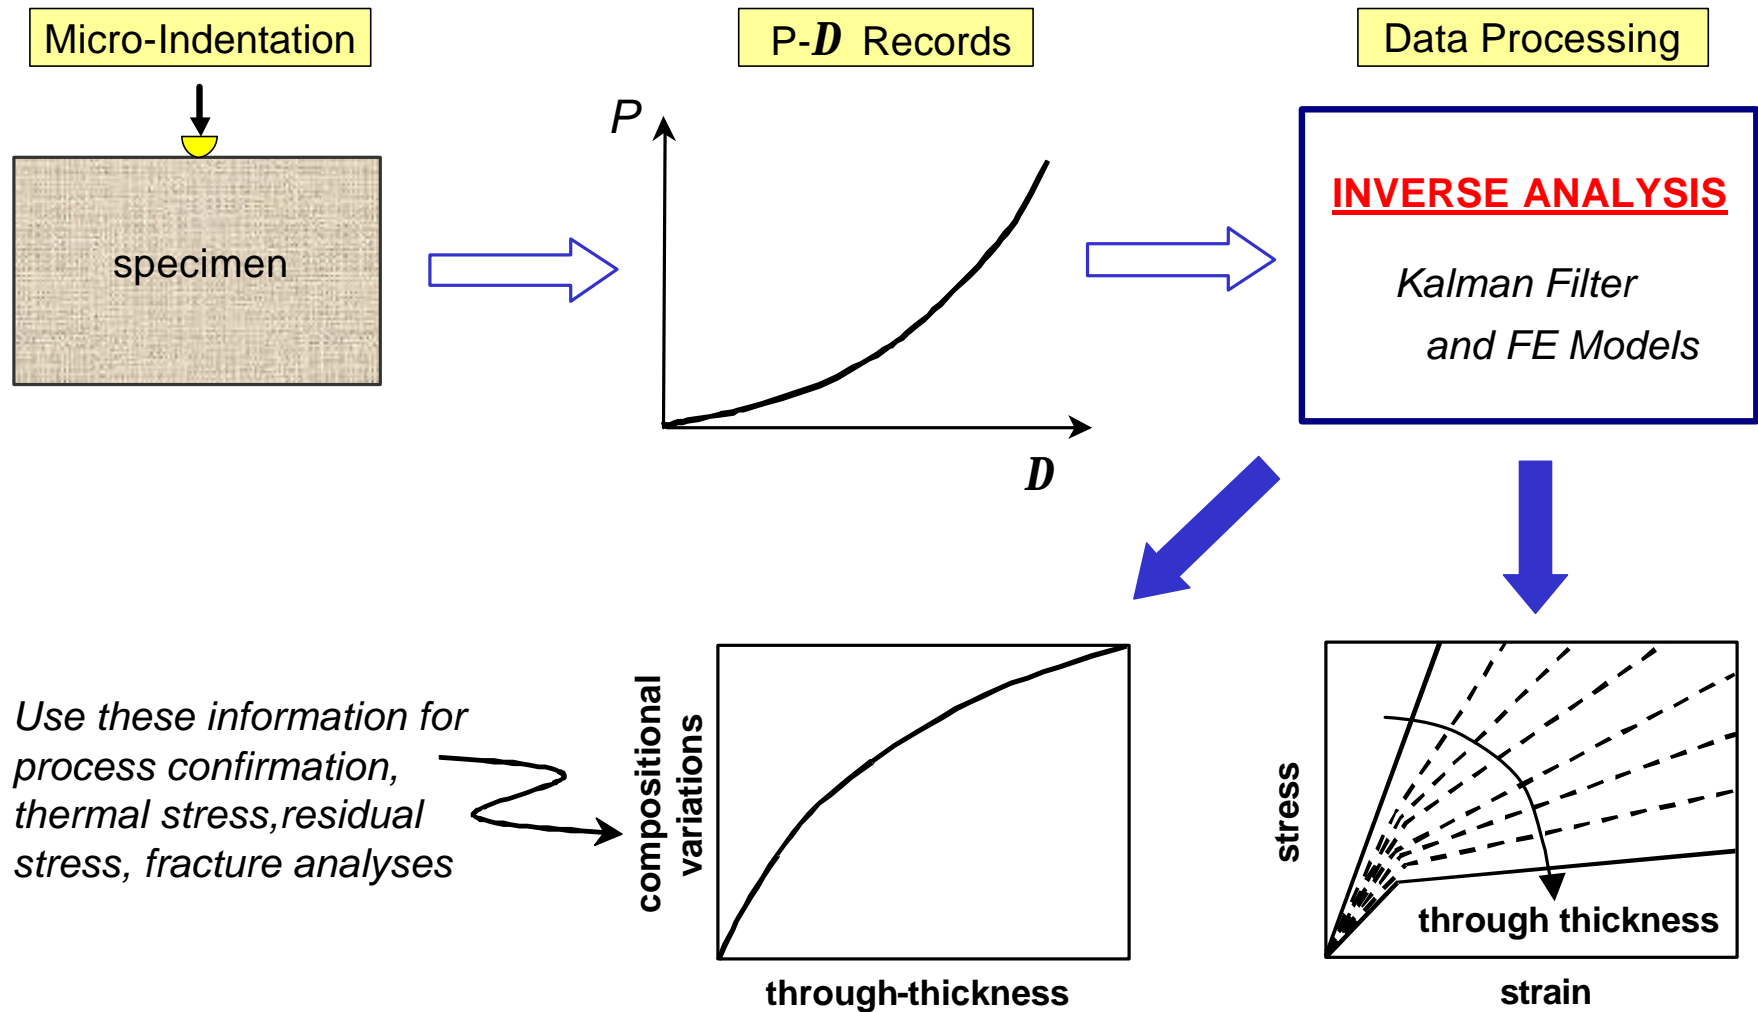 Micro-Indentation
P-D Records
Data Processing
specimen
P
D
INVERSE ANALYSIS
Kalman Filter
and FE Models
Use these information for
process confirmation,
thermal stress,residual
stress, fracture analyses
compositional
variations
through-thickness
stress
through thickness
strain